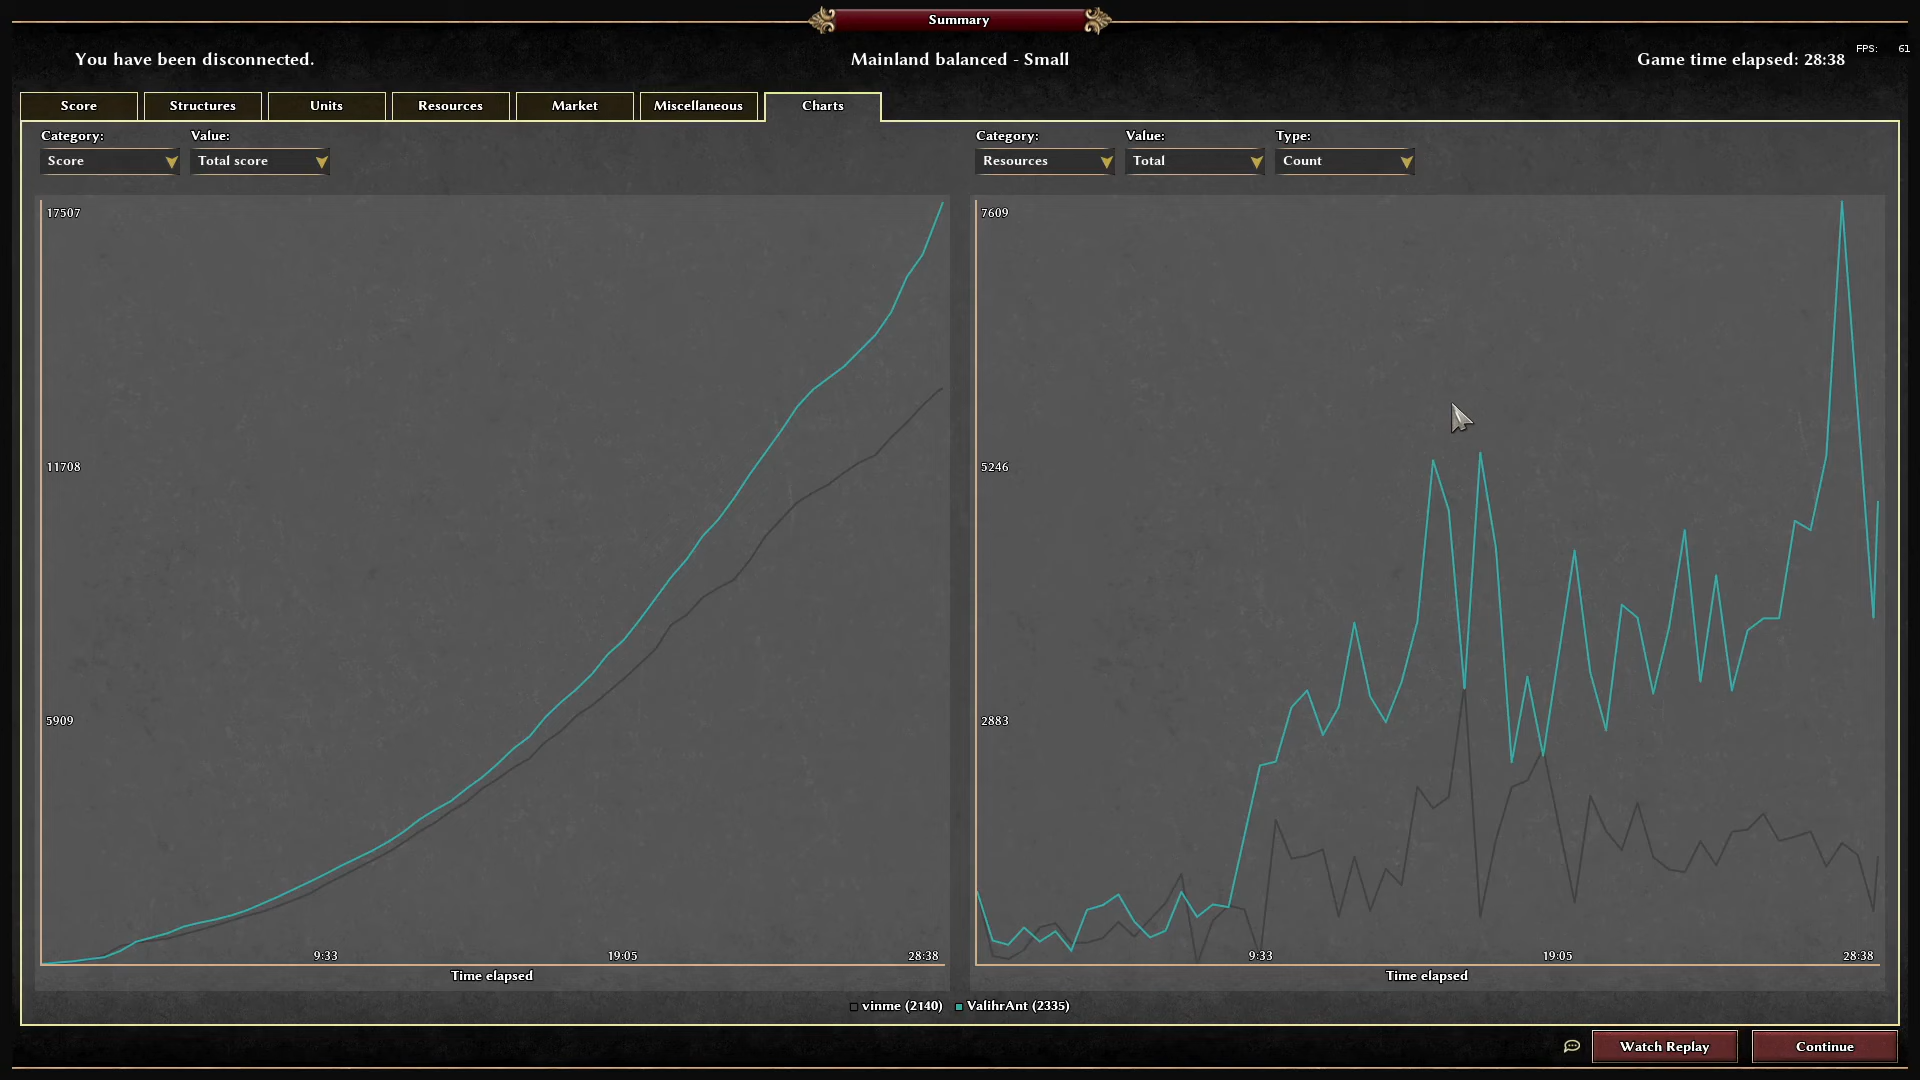 Summary
You have been disconnected.
Mainland balanced - Small
Game time elapsed: 28:38
FPS: 61
Score
Structures
Units
Resources
Market
Miscellaneous
Charts
Category:
Value:
Score
Total score
17507
11708
5909
9:33
19:05
28:38
Time elapsed
Category:
Value:
Type:
Resources
Total
Count
7609
5246
2883
9:33
19:05
28:38
Time elapsed
vinme (2140)
ValihrAnt (2335)
Watch Replay
Continue